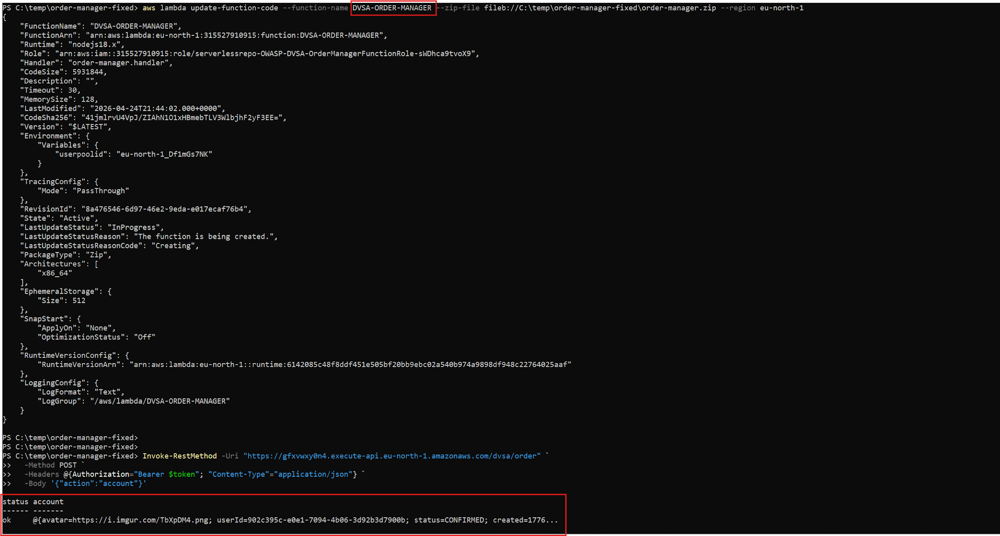 PS C:\temp\order-manager-fixed> aws lambda update-function-code --function-name DVSA-ORDER-MANAGER --zip-file fileb://C:\temp\order-manager-fixed\order-manager.zip --region eu-north-1
{
    "FunctionName": "DVSA-ORDER-MANAGER",
    "FunctionArn": "arn:aws:lambda:eu-north-1:315527910915:function:DVSA-ORDER-MANAGER",
    "Runtime": "nodejs18.x",
    "Role": "arn:aws:iam::315527910915:role/serverlessrepo-OWASP-DVSA-OrderManagerFunctionRole-sWDhca9tvoX9",
    "Handler": "order-manager.handler",
    "CodeSize": 5931844,
    "Description": "",
    "Timeout": 30,
    "MemorySize": 128,
    "LastModified": "2026-04-24T21:44:02.000+0000",
    "CodeSha256": "41jmlrvU4VpJ/ZIAhN1O1xHBmebTLV3WlbjhF2yF3EE=",
    "Version": "$LATEST",
    "Environment": {
        "Variables": {
            "userpoolid": "eu-north-1_Df1mGs7NK"
        }
    },
    "TracingConfig": {
        "Mode": "PassThrough"
    },
    "RevisionId": "8a476546-6d97-46e2-9eda-e017ecaf76b4",
    "State": "Active",
    "LastUpdateStatus": "InProgress",
    "LastUpdateStatusReason": "The function is being created.",
    "LastUpdateStatusReasonCode": "Creating",
    "PackageType": "Zip",
    "Architectures": [
        "x86_64"
    ],
    "EphemeralStorage": {
        "Size": 512
    },
    "SnapStart": {
        "ApplyOn": "None",
        "OptimizationStatus": "Off"
    },
    "RuntimeVersionConfig": {
        "RuntimeVersionArn": "arn:aws:lambda:eu-north-1::runtime:6142085c48f8ddf451e505bf20bb9ebc02a540b974a9898df948c22764025aaf"
    },
    "LoggingConfig": {
        "LogFormat": "Text",
        "LogGroup": "/aws/lambda/DVSA-ORDER-MANAGER"
    }
}
PS C:\temp\order-manager-fixed>
PS C:\temp\order-manager-fixed>
PS C:\temp\order-manager-fixed> Invoke-RestMethod -Uri "https://gfxvwxy0n4.execute-api.eu-north-1.amazonaws.com/dvsa/order" `
>>   -Method POST `
>>   -Headers @{Authorization="Bearer $token"; "Content-Type"="application/json"} `
>>   -Body '{"action":"account"}'
status account
------ -------
ok     @{avatar=https://i.imgur.com/TbXpDM4.png; userId=902c395c-e0e1-7094-4b06-3d92b3d7900b; status=CONFIRMED; created=1776...